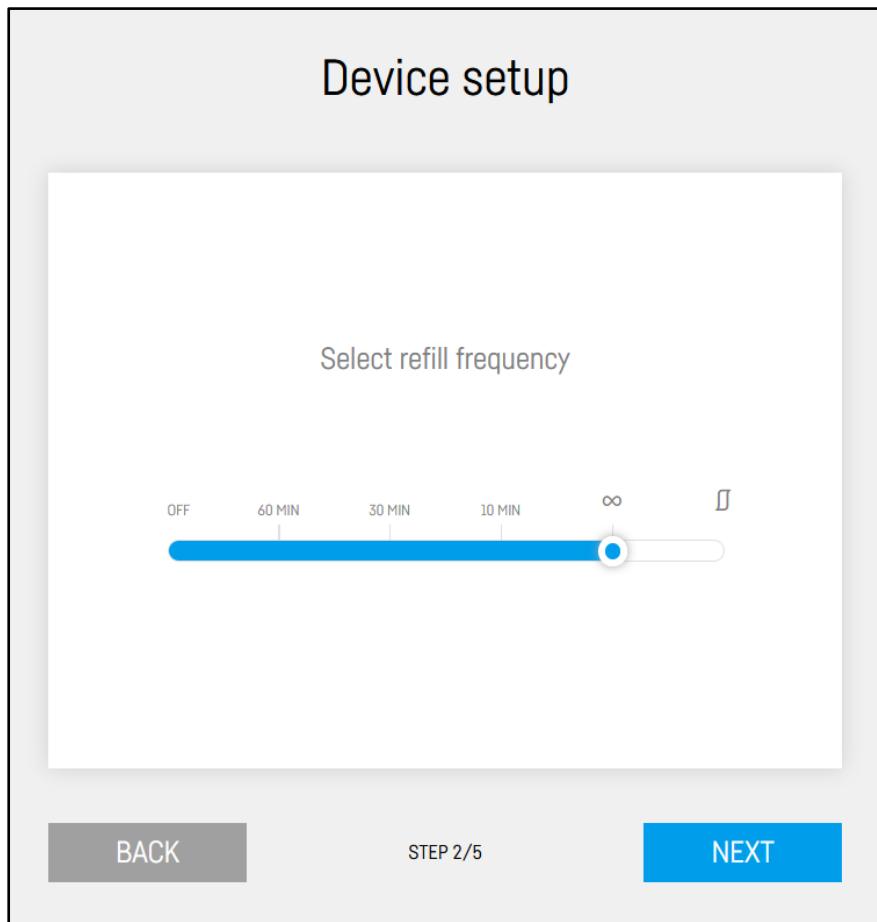 Device setup
Select refill frequency
OFF 60 MIN 30 MIN 10 MIN ∞
BACK STEP 2/5 NEXT